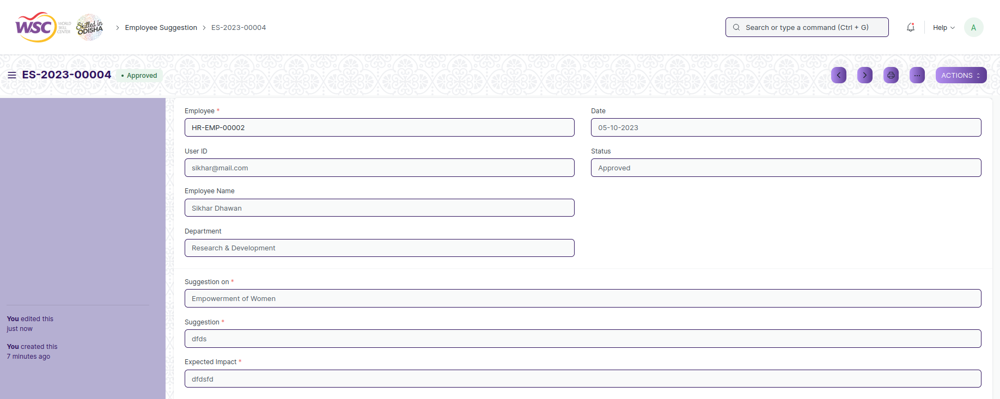 WSC WORLD SKILL CENTER
Skilled in ODISHA
Employee Suggestion ES-2023-00004
Search or type a command (Ctrl + G)
Help
A
ES-2023-00004
• Approved
ACTIONS
Employee *
HR-EMP-00002
Date
05-10-2023
User ID
sikhar@mail.com
Status
Approved
Employee Name
Sikhar Dhawan
Department
Research & Development
Suggestion on *
Empowerment of Women
Suggestion *
dfds
Expected Impact *
dfdsfd
You edited this
just now
You created this
7 minutes ago